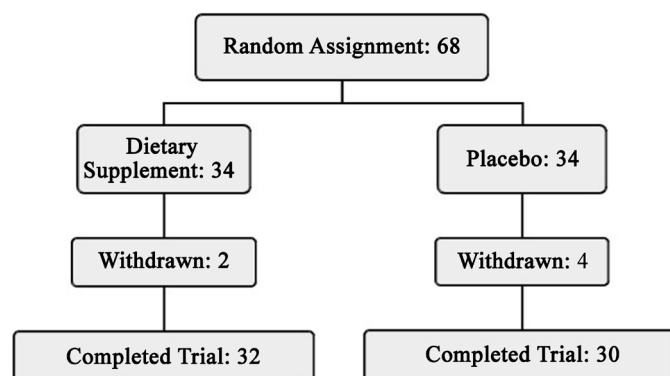 Random Assignment: 68
Dietary
Supplement: 34
Placebo: 34
Withdrawn: 2
Withdrawn: 4
Completed Trial: 32
Completed Trial: 30